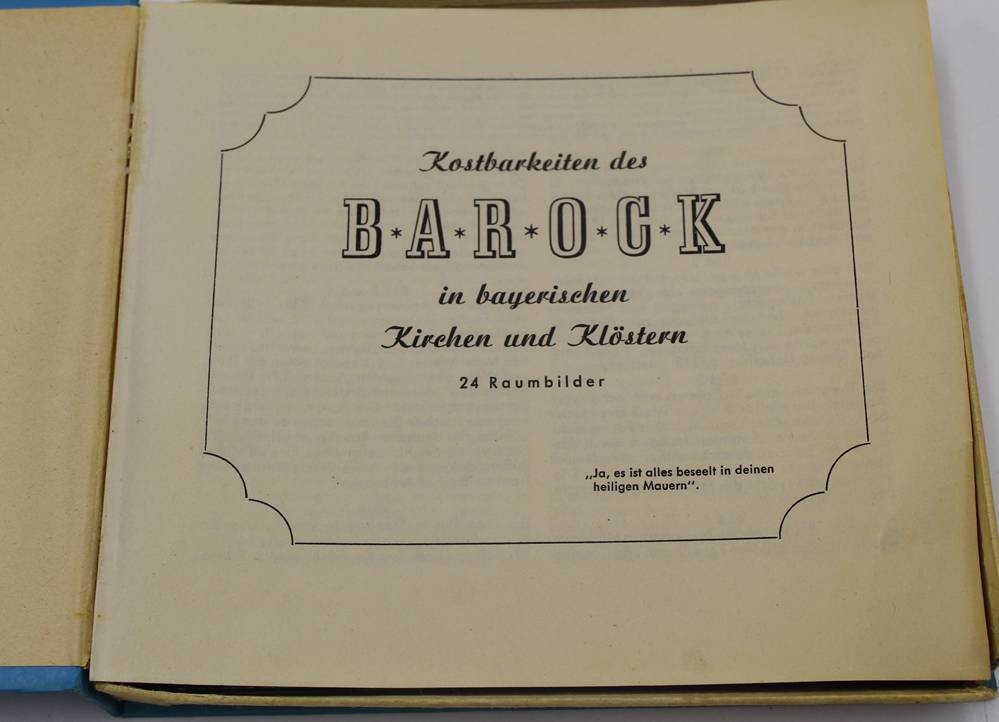 Kostbarkeiten des
B*A*R*O*C*K
in bayerischen
Kirchen und Klöstern
24 Raumbilder
„Ja, es ist alles beseelt in deinen
heiligen Mauern“.